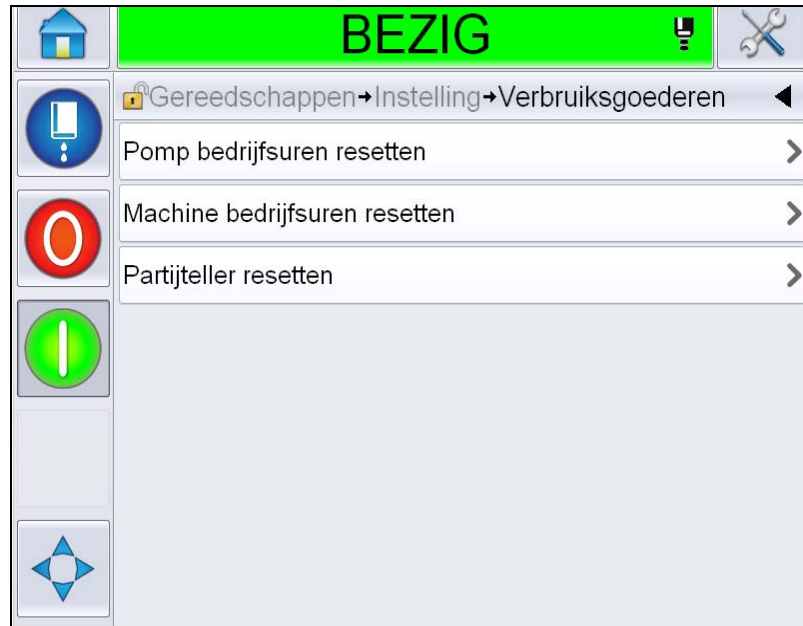 BEZIG
Gereedschappen→Instelling→Verbruiksgoederen
Pomp bedrijfsuren resetten
Machine bedrijfsuren resetten
Partijteller resetten